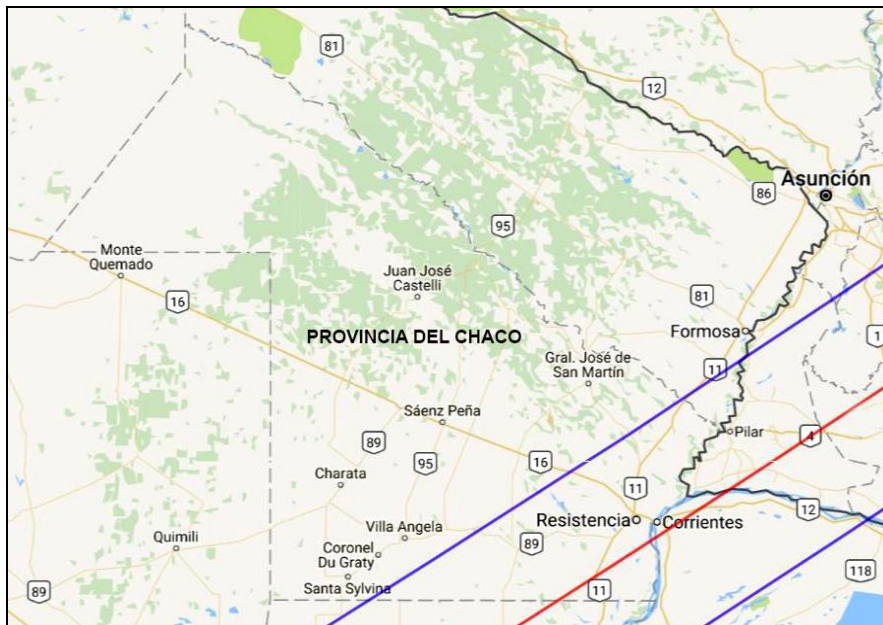 81
12
Asunción
86
95
Monte
Quemado
Juan José
Castelli
16
81
Formosa
PROVINCIA DEL CHACO
Gral. José de
San Martín
11
Sáenz Peña
Pilar
4
89
95
16
Charata
11
12
Resistencia
Corrientes
Villa Angela
Quimili
89
Coronel
Du Graty
Santa Sylvina
118
89
11